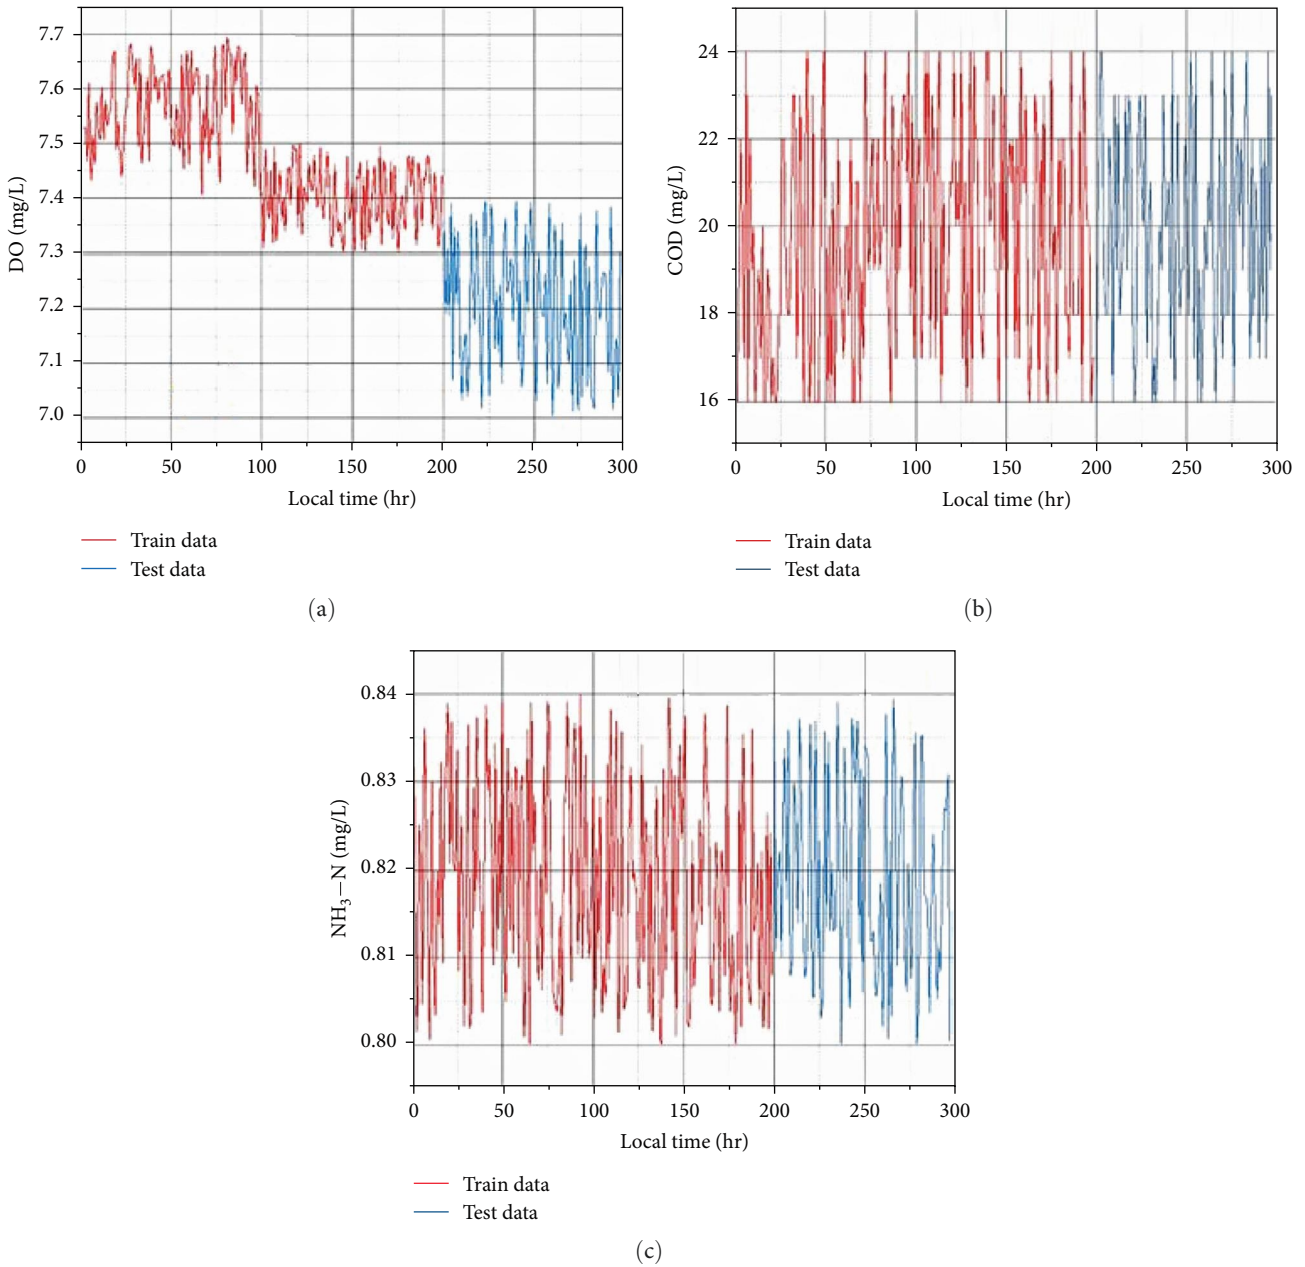 DO (mg/L)
7.7
7.6
7.5
7.4
7.3
7.2
7.1
7.0
0 50 100 150 200 250 300
Local time (hr)
Train data
Test data
(a)
COD (mg/L)
24
22
20
18
16
0 50 100 150 200 250 300
Local time (hr)
Train data
Test data
(b)
NH₃−N (mg/L)
0.84
0.83
0.82
0.81
0.80
0 50 100 150 200 250 300
Local time (hr)
Train data
Test data
(c)